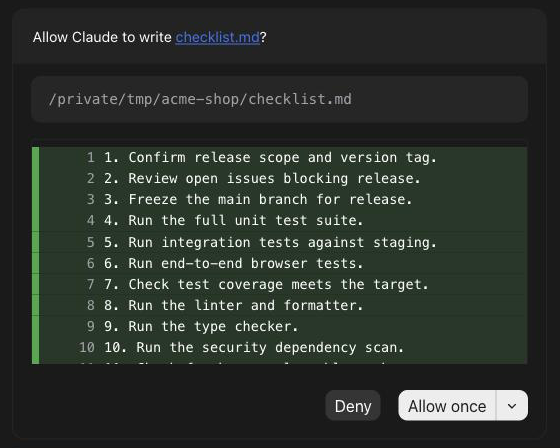 Allow Claude to write checklist.md?
/private/tmp/acme-shop/checklist.md
1 1. Confirm release scope and version tag.
2 2. Review open issues blocking release.
3 3. Freeze the main branch for release.
4 4. Run the full unit test suite.
5 5. Run integration tests against staging.
6 6. Run end-to-end browser tests.
7 7. Check test coverage meets the target.
8 8. Run the linter and formatter.
9 9. Run the type checker.
10 10. Run the security dependency scan.
Deny Allow once